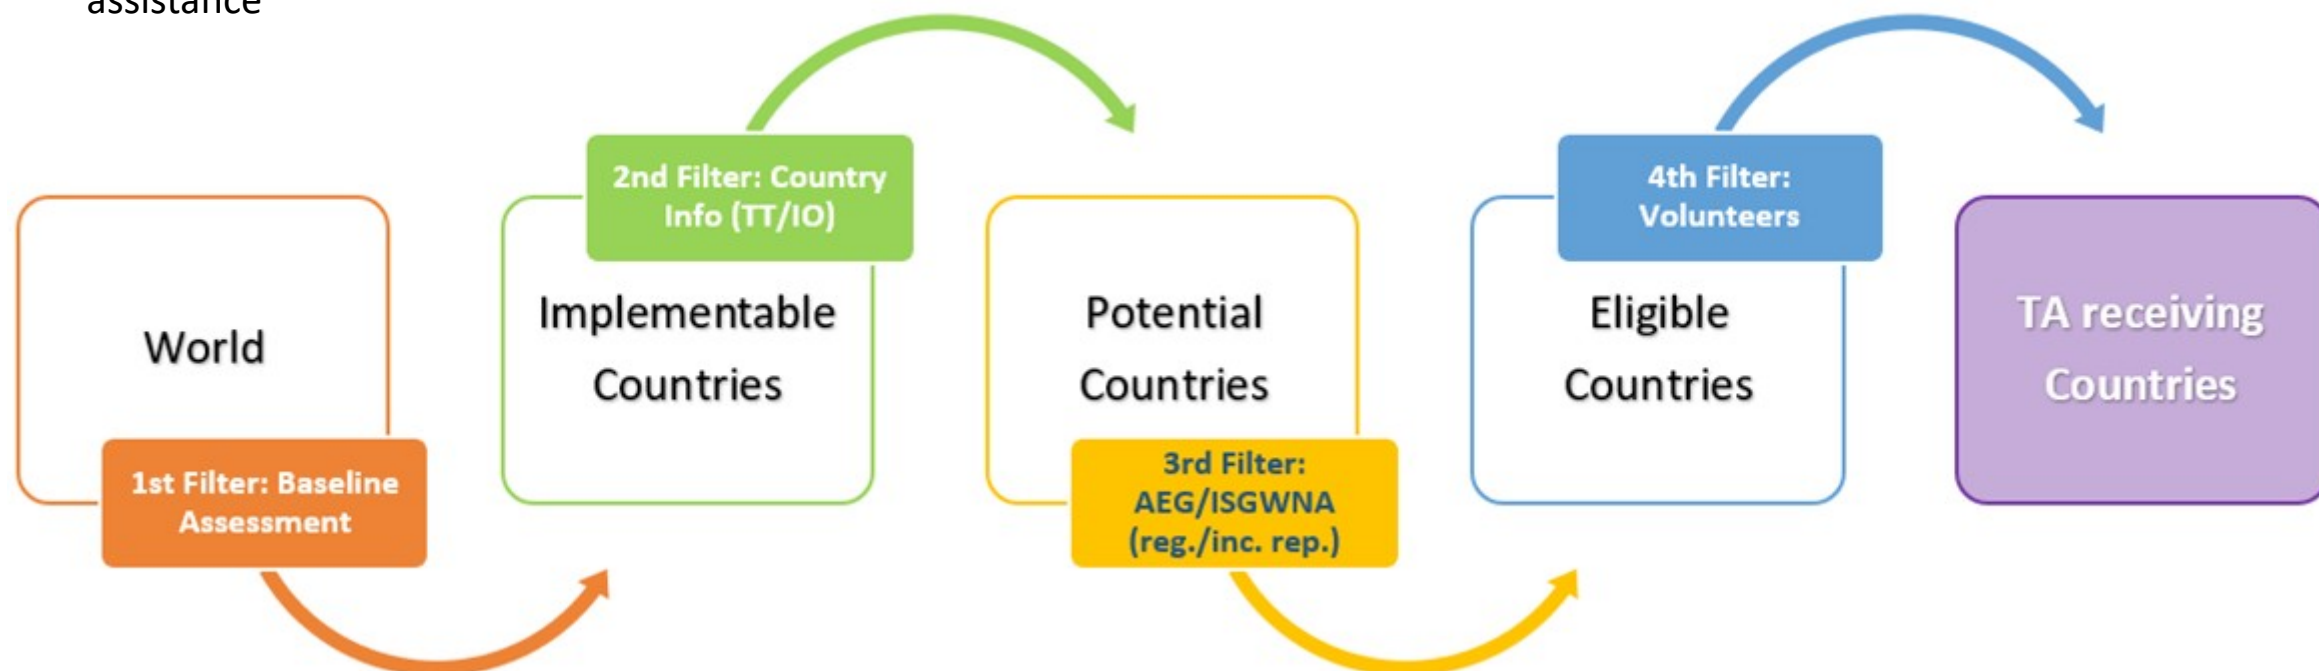 assistance
World
1st Filter: Baseline
Assessment
2nd Filter: Country
Info (TT/IO)
Implementable
Countries
Potential
Countries
3rd Filter:
AEG/ISGWNA
(reg./inc. rep.)
4th Filter:
Volunteers
Eligible
Countries
TA receiving
Countries